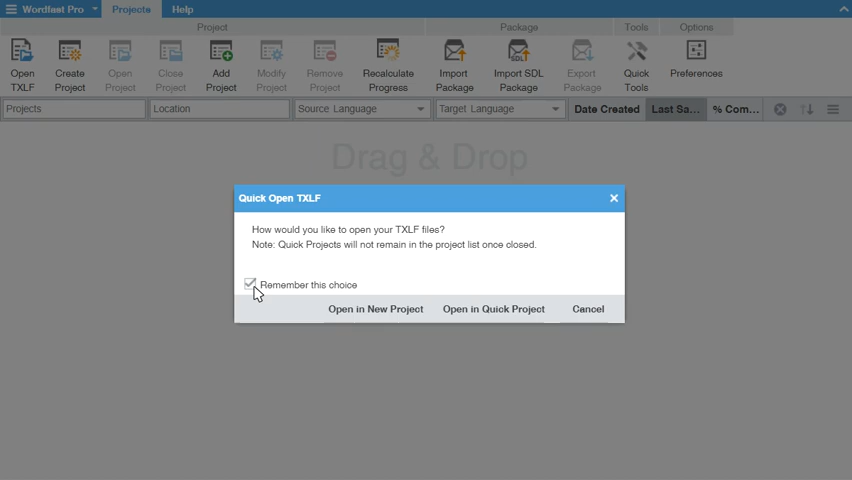 Wordfast Pro Projects Help
Project Package Tools Options
Open TXLF
Create Project
Open Project
Close Project
Add Project
Modify Project
Remove Project
Recalculate Progress
Import Package
SDL
Import SDL Package
Export Package
Quick Tools
Preferences
Projects Location Source Language Target Language Date Created Last Sa... % Com...
Drag & Drop
Quick Open TXLF
How would you like to open your TXLF files?
Note: Quick Projects will not remain in the project list once closed.
Remember this choice
Open in New Project Open in Quick Project Cancel